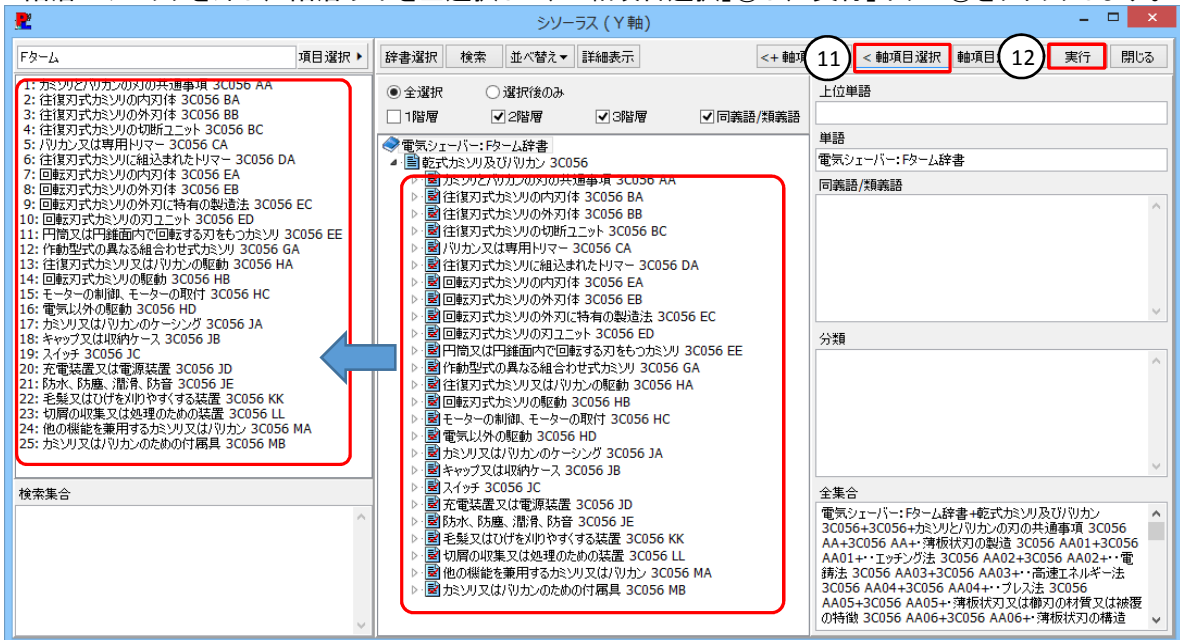 シソーラス ( Y 軸 )
Fターム
項目選択
辞書選択 検索 並べ替え▼ 詳細表示
11 < 軸項目選択
12 実行 閉じる
1: カミソリとバリカンの刃の共通事項 3C056 AA
2: 往復刃式カミソリの内刃体 3C056 BA
3: 往復刃式カミソリの外刃体 3C056 BB
4: 往復刃式カミソリの切断ユニット 3C056 BC
5: バリカン又は専用トリマー 3C056 CA
6: 往復刃式カミソリに組込まれたトリマー 3C056 DA
7: 回転刃式カミソリの内刃体 3C056 EA
8: 回転刃式カミソリの外刃体 3C056 EB
9: 回転刃式カミソリの外刃に特有の製造法 3C056 EC
10: 回転刃式カミソリの刃ユニット 3C056 ED
11: 円筒又は円錐面内で回転する刃をもつカミソリ 3C056 EE
12: 作動型式の異なる組合わせ式カミソリ 3C056 GA
13: 往復刃式カミソリ又はバリカンの駆動 3C056 HA
14: 回転刃式カミソリの駆動 3C056 HB
15: モーターの制御、モーターの取付 3C056 HC
16: 電気以外の駆動 3C056 HD
17: カミソリ又はバリカンのケーシング 3C056 JA
18: キャップ又は収納ケース 3C056 JB
19: スイッチ 3C056 JC
20: 充電装置又は電源装置 3C056 JD
21: 防水、防塵、潤滑、防音 3C056 JE
22: 毛髪又はひげを刈りやすくする装置 3C056 KK
23: 切屑の収集又は処理のための装置 3C056 LL
24: 他の機能を兼用するカミソリ又はバリカン 3C056 MA
25: カミソリ又はバリカンのための付属具 3C056 MB
検索集合
全選択 選択後のみ
1階層 2階層 3階層 同義語/類義語
電気シェーバー:Fターム辞書
乾式カミソリ及びバリカン 3C056
カミソリとバリカンの刃の共通事項 3C056 AA
往復刃式カミソリの内刃体 3C056 BA
往復刃式カミソリの外刃体 3C056 BB
往復刃式カミソリの切断ユニット 3C056 BC
バリカン又は専用トリマー 3C056 CA
往復刃式カミソリに組込まれたトリマー 3C056 DA
回転刃式カミソリの内刃体 3C056 EA
回転刃式カミソリの外刃体 3C056 EB
回転刃式カミソリの外刃に特有の製造法 3C056 EC
回転刃式カミソリの刃ユニット 3C056 ED
円筒又は円錐面内で回転する刃をもつカミソリ 3C056 EE
作動型式の異なる組合わせ式カミソリ 3C056 GA
往復刃式カミソリ又はバリカンの駆動 3C056 HA
回転刃式カミソリの駆動 3C056 HB
モーターの制御、モーターの取付 3C056 HC
電気以外の駆動 3C056 HD
カミソリ又はバリカンのケーシング 3C056 JA
キャップ又は収納ケース 3C056 JB
スイッチ 3C056 JC
充電装置又は電源装置 3C056 JD
防水、防塵、潤滑、防音 3C056 JE
毛髪又はひげを刈りやすくする装置 3C056 KK
切屑の収集又は処理のための装置 3C056 LL
他の機能を兼用するカミソリ又はバリカン 3C056 MA
カミソリ又はバリカンのための付属具 3C056 MB
上位単語
単語
電気シェーバー:Fターム辞書
同義語/類義語
分類
全集合
電気シェーバー:Fターム辞書+乾式カミソリ及びバリカン
3C056+3C056+カミソリとバリカンの刃の共通事項 3C056
AA+3C056 AA+・薄板状刃の製造 3C056 AA01+3C056
AA01+・・エッチング法 3C056 AA02+3C056 AA02+・・電
鋳法 3C056 AA03+3C056 AA03+・・高速エネルギー法
3C056 AA04+3C056 AA04+・・プレス法 3C056
AA05+3C056 AA05+・薄板状刃又は櫛刃の材質又は被覆
の特徴 3C056 AA06+3C056 AA06+・薄板状刃の構造